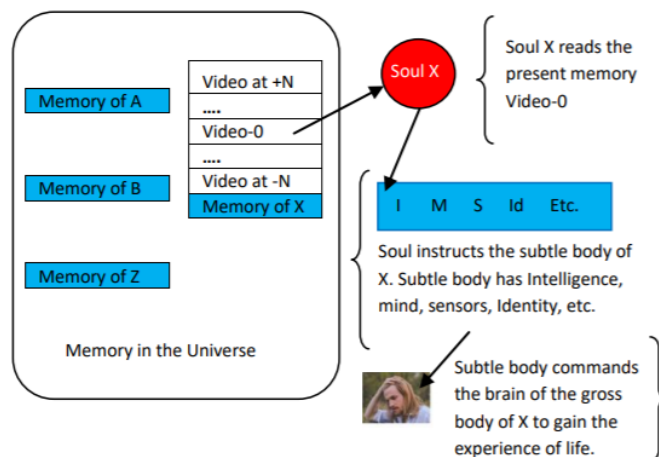 Memory of A
Memory of B
Memory of Z
Video at +N
....
Video-0
....
Video at -N
Memory of X
Memory in the Universe
Soul X
Soul X reads the
present memory
Video-0
I M S Id Etc.
Soul instructs the subtle body of
X. Subtle body has Intelligence,
mind, sensors, Identity, etc.
Subtle body commands
the brain of the gross
body of X to gain the
experience of life.